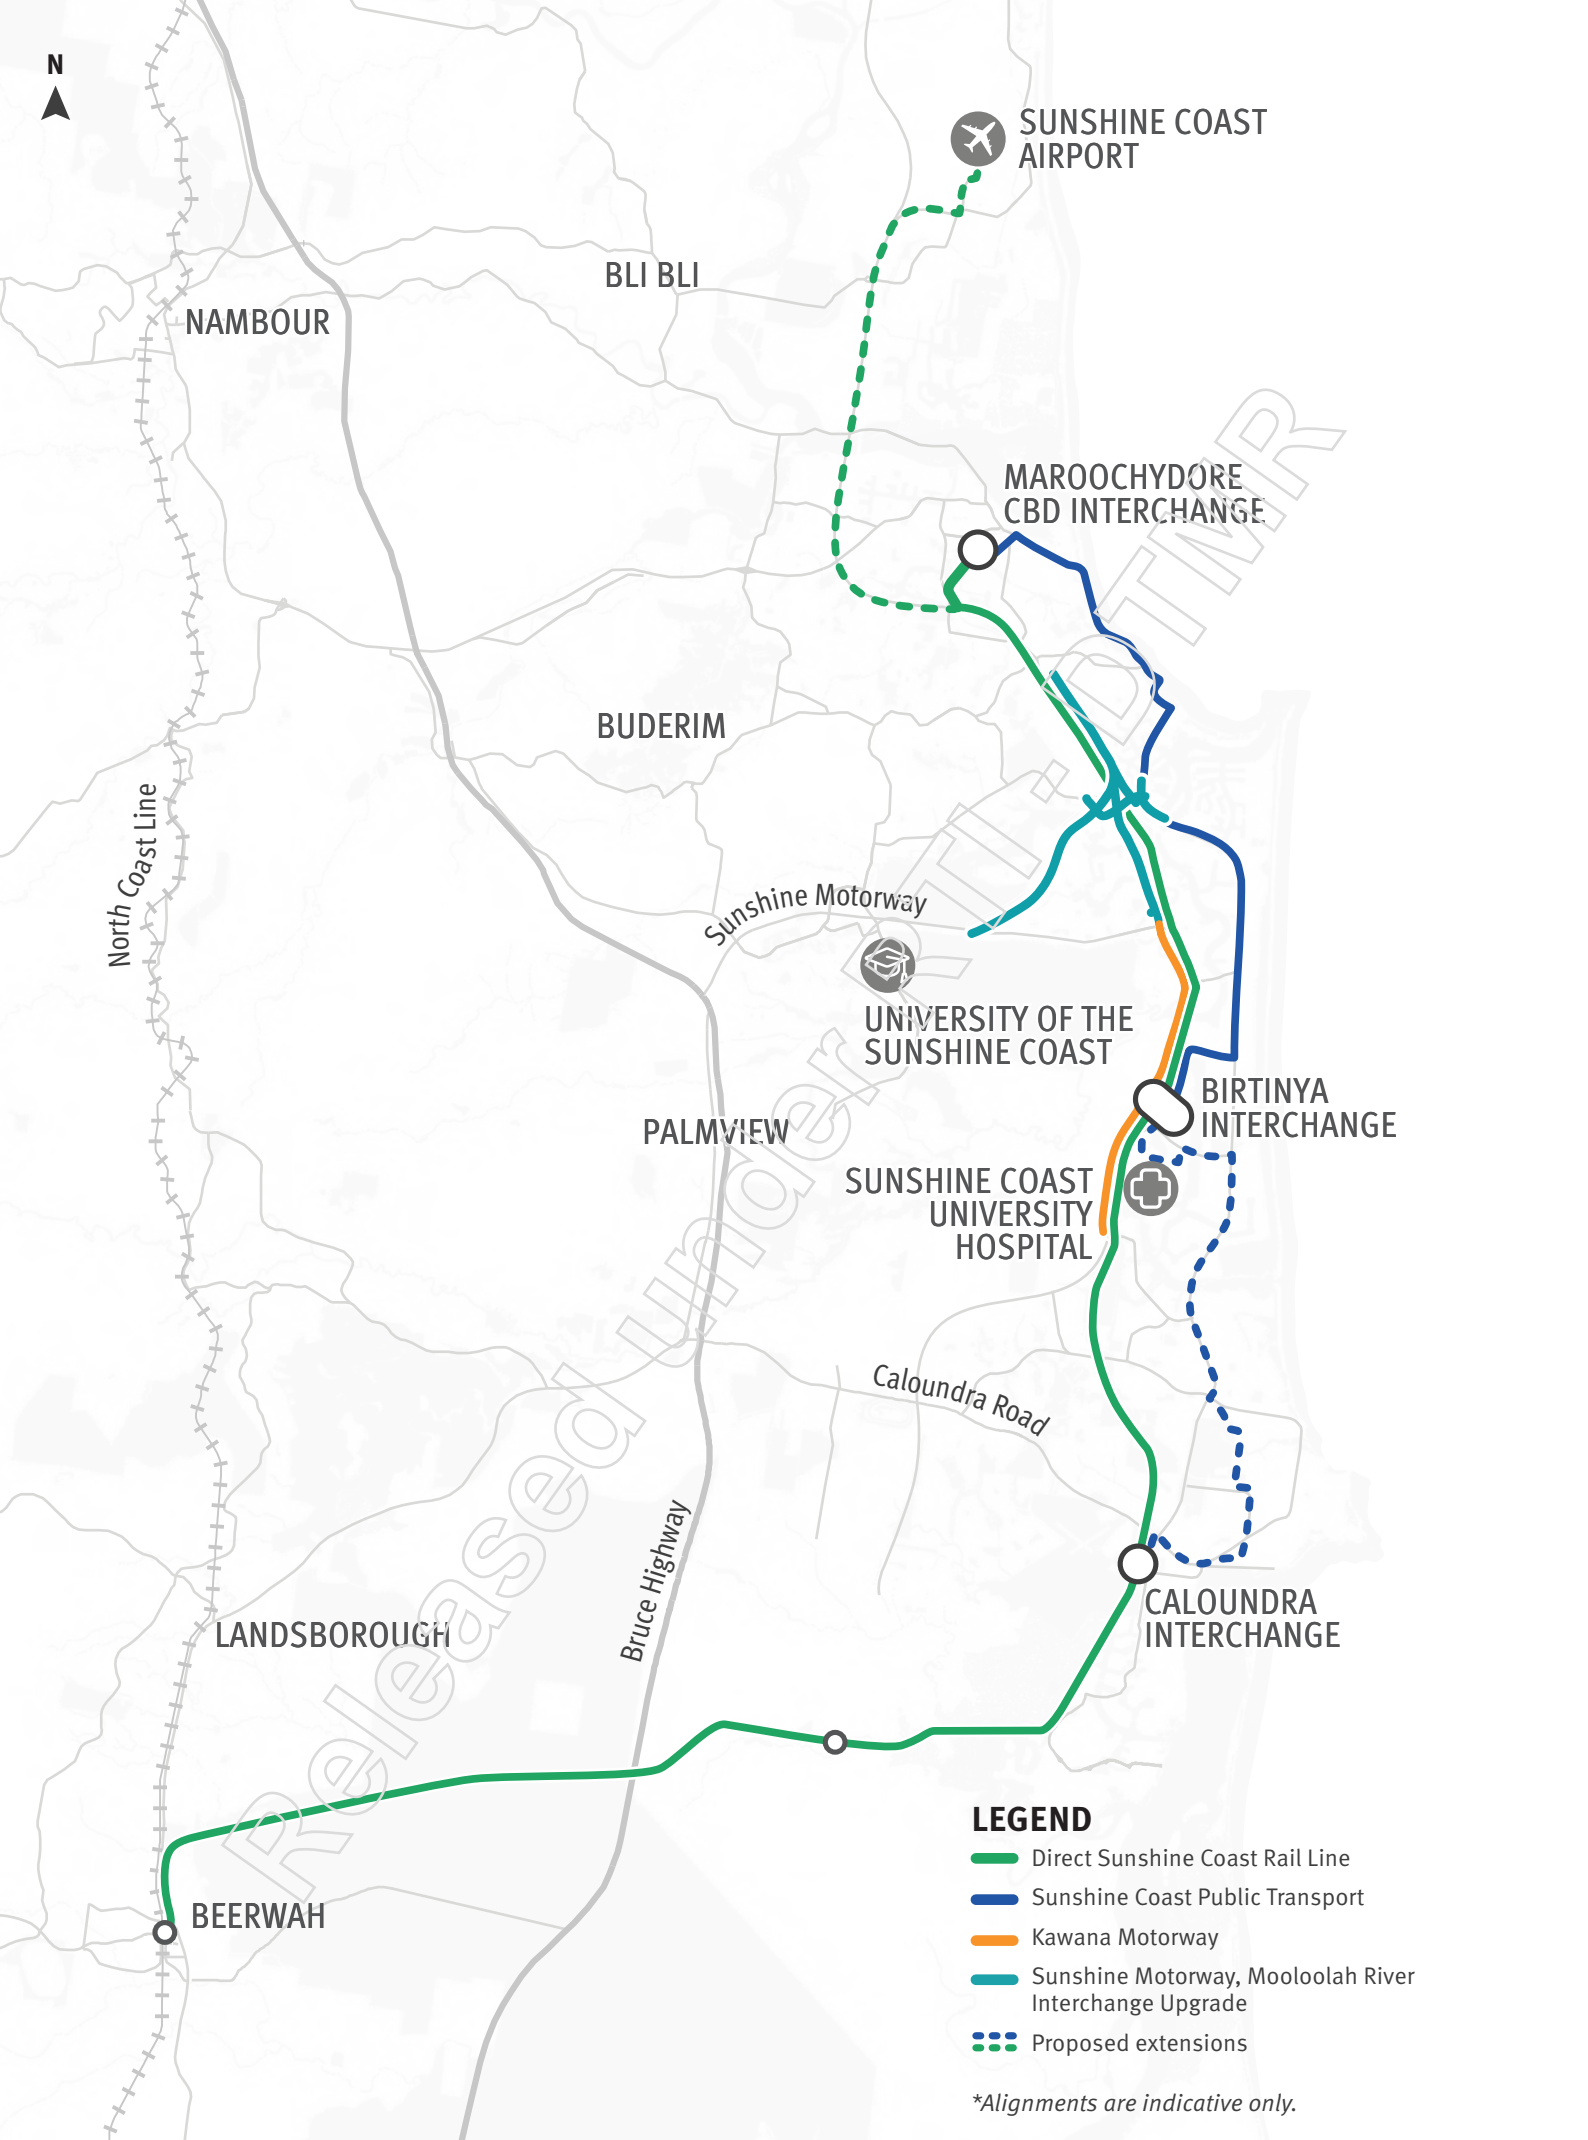 N
SUNSHINE COAST
AIRPORT
BLI BLI
NAMBOUR
MAROOCHYDORE
CBD INTERCHANGE
BUDERIM
North Coast Line
Sunshine Motorway
UNIVERSITY OF THE
SUNSHINE COAST
BIRTINYA
INTERCHANGE
PALMVIEW
SUNSHINE COAST
UNIVERSITY
HOSPITAL
Caloundra Road
Bruce Highway
CALOUNDRA
INTERCHANGE
LANDSBOROUGH
BEERWAH
Released under RTI - DTMR
LEGEND
Direct Sunshine Coast Rail Line
Sunshine Coast Public Transport
Kawana Motorway
Sunshine Motorway, Mooloolah River
Interchange Upgrade
Proposed extensions
*Alignments are indicative only.